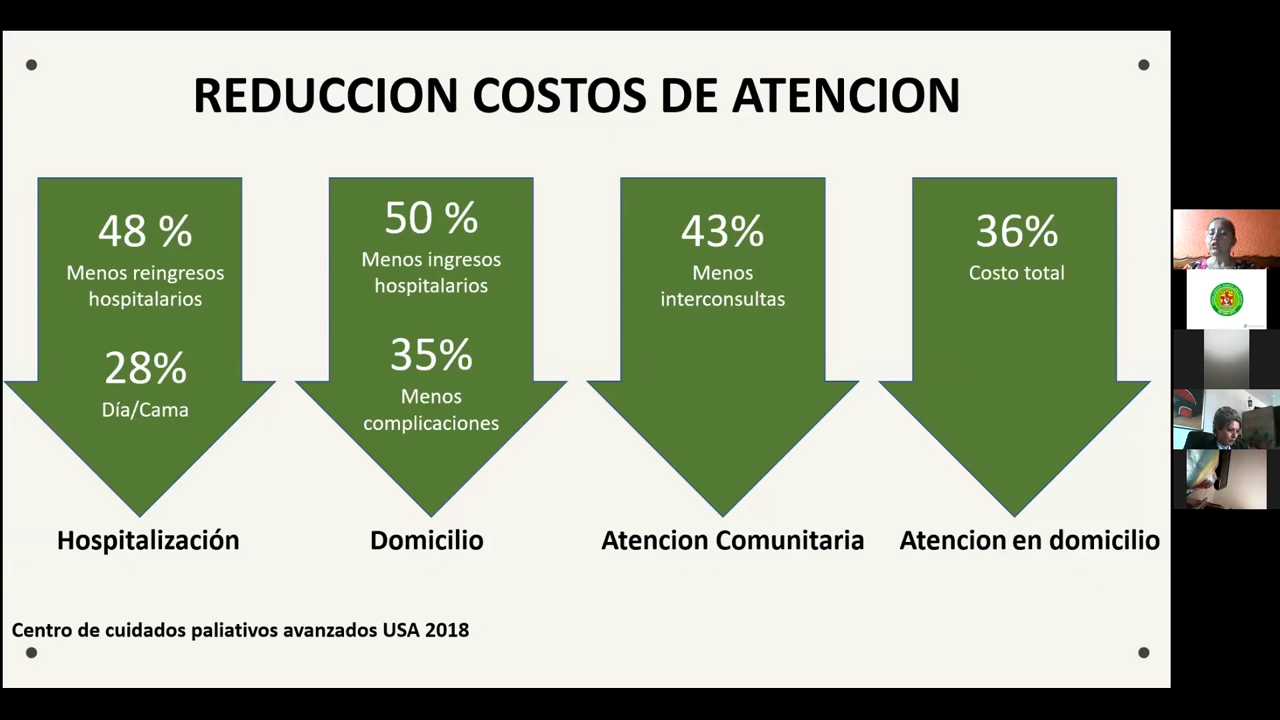 REDUCCION COSTOS DE ATENCION
48 %
Menos reingresos
hospitalarios
28%
Día/Cama
Hospitalización
50 %
Menos ingresos
hospitalarios
35%
Menos
complicaciones
Domicilio
43%
Menos
interconsultas
Atencion Comunitaria
36%
Costo total
Atencion en domicilio
Centro de cuidados paliativos avanzados USA 2018